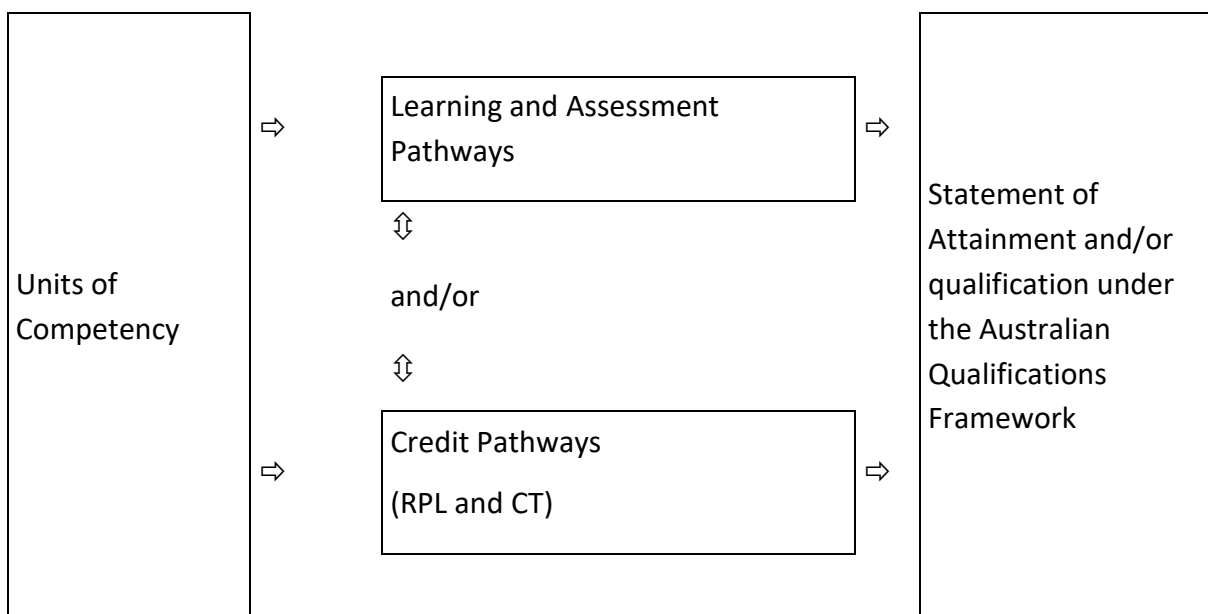 Units of
Competency
⇨
Learning and Assessment
Pathways
⇨
⇕
and/or
⇕
⇨
Credit Pathways
(RPL and CT)
⇨
Statement of
Attainment and/or
qualification under
the Australian
Qualifications
Framework